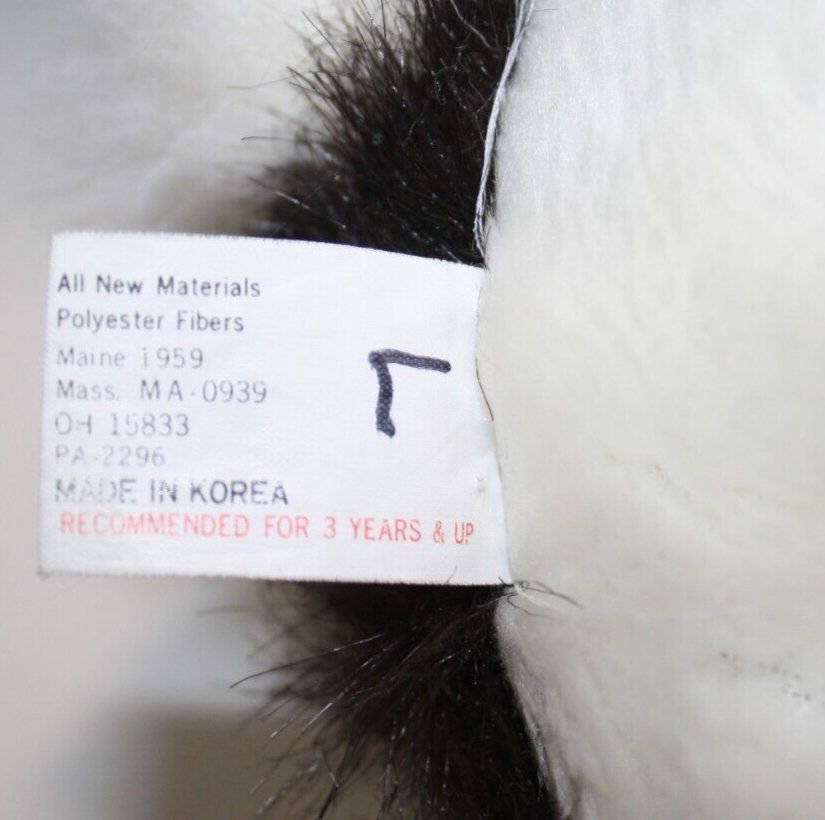 All New Materials
Polyester Fibers
Maine 1959
Mass. MA-0939
OH 15833
PA-2296
MADE IN KOREA
RECOMMENDED FOR 3 YEARS & UP